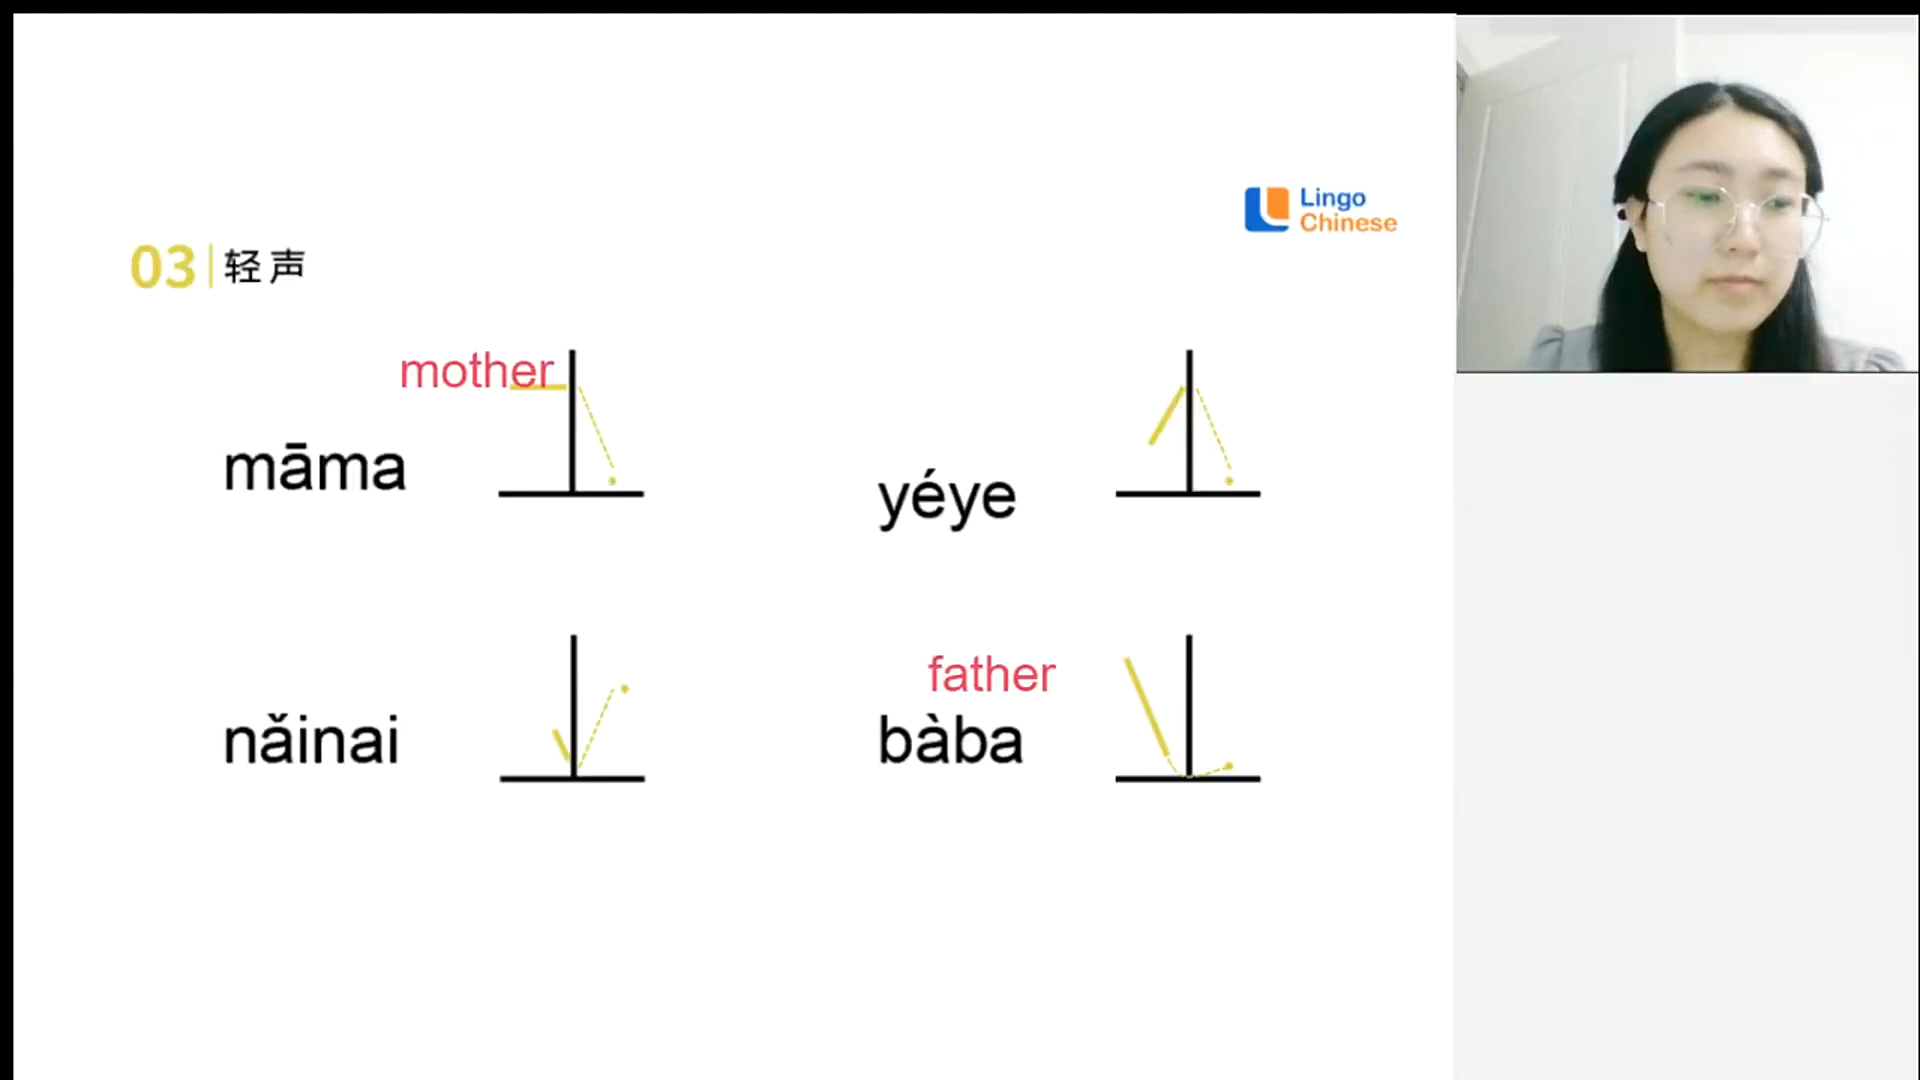 Lingo
Chinese
03 轻声
mother
māma
yéye
father
nǎinai
bàba